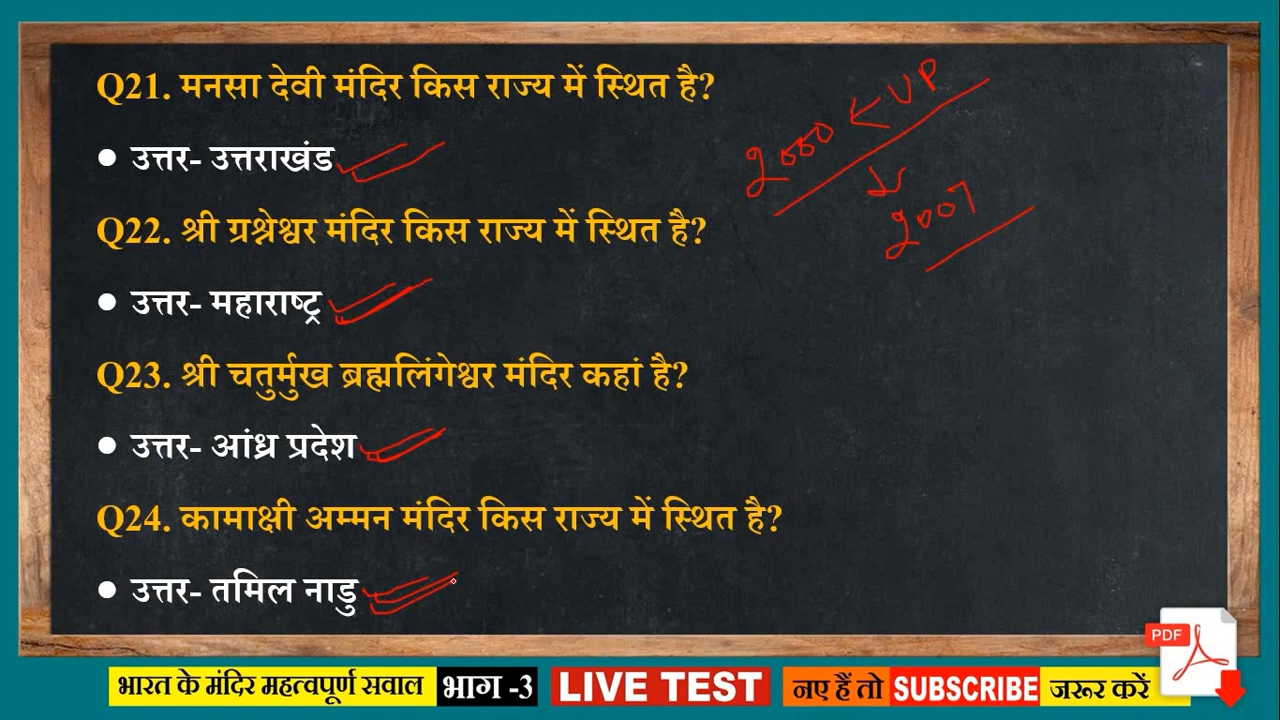 Q21. मनसा देवी मंदिर किस राज्य में स्थित है?
• उत्तर- उत्तराखंड
2000 < UP
2007
Q22. श्री ग्रश्नेश्वर मंदिर किस राज्य में स्थित है?
• उत्तर- महाराष्ट्र
Q23. श्री चतुर्मुख ब्रह्मलिंगेश्वर मंदिर कहां है?
• उत्तर- आंध्र प्रदेश
Q24. कामाक्षी अम्मन मंदिर किस राज्य में स्थित है?
• उत्तर- तमिल नाडु
PDF
भारत के मंदिर महत्वपूर्ण सवाल भाग -3 LIVE TEST नए हैं तो SUBSCRIBE जरूर करें